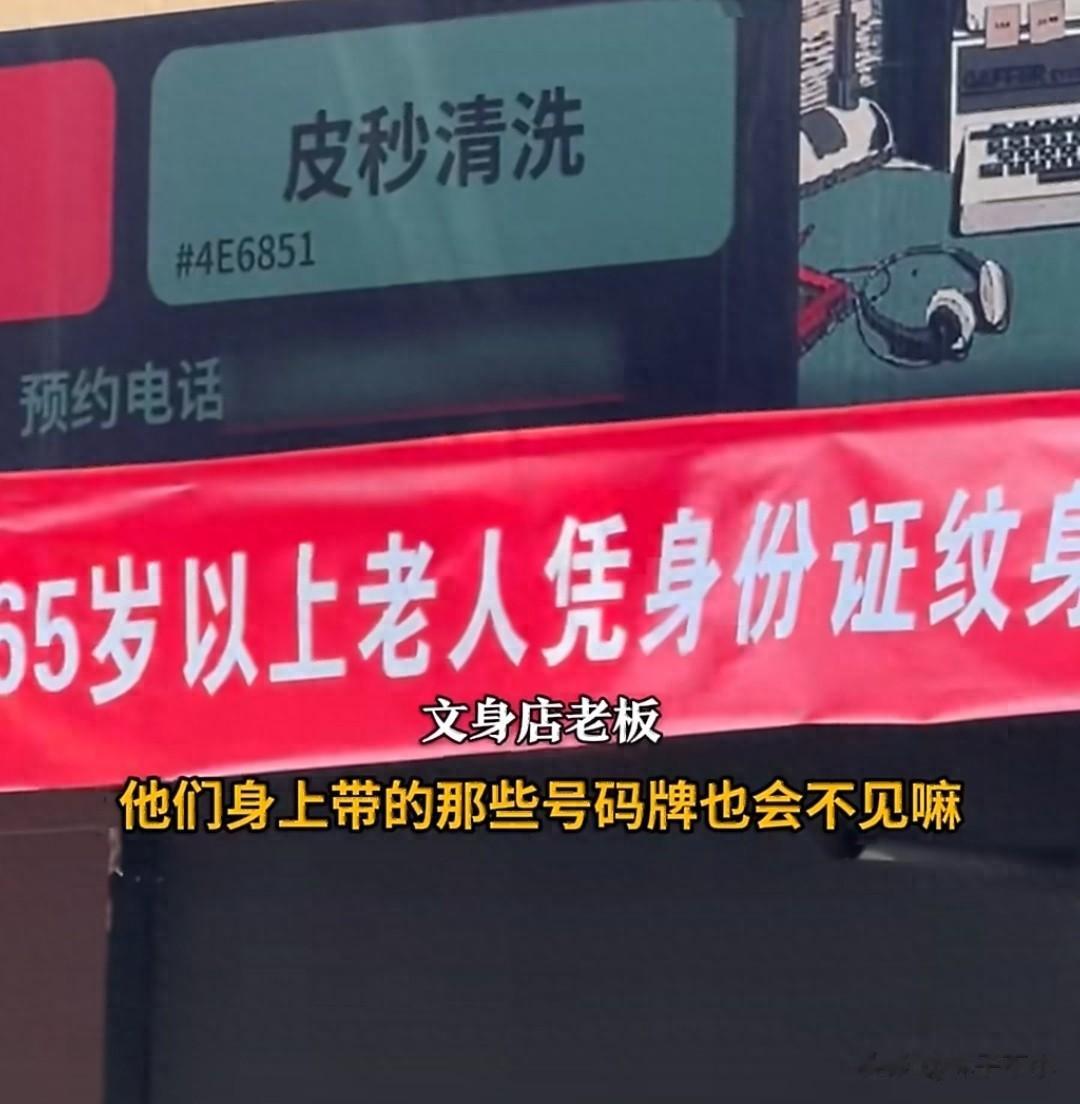 皮秒清洗
#4E6851
预约电话
65岁以上老人凭身份证纹身
文身店老板
他们身上带的那些号码牌也会不见嘛